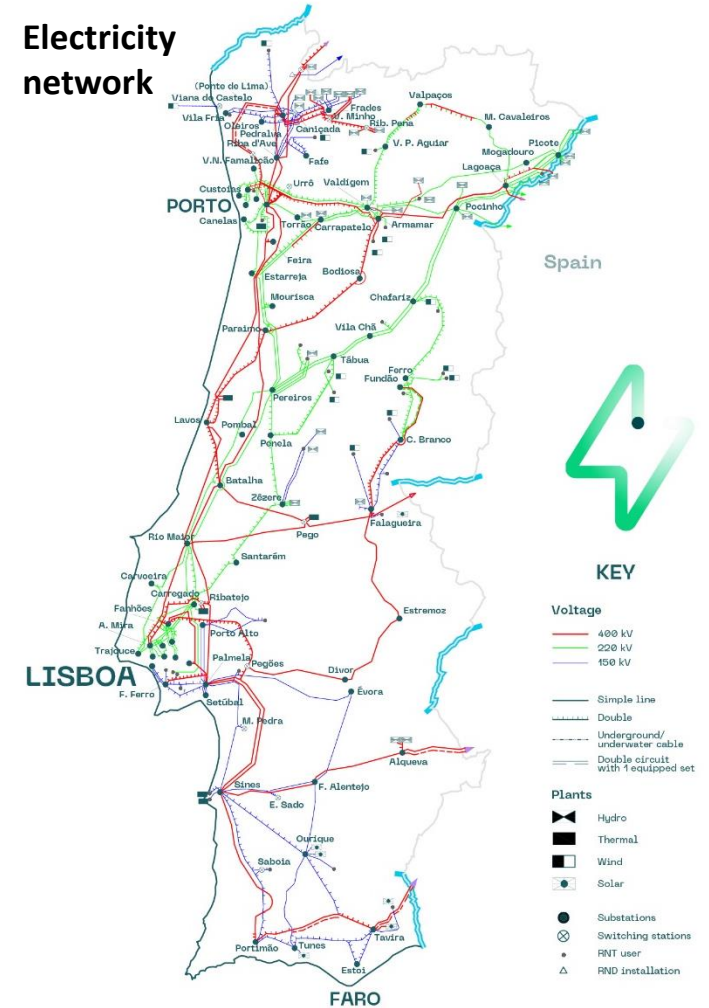 Electricity
network
(Ponte de Lima)
Viana do Castelo
Vila Fria
Oleiros
Pedralva
Riba d'Ave
V.N. Famalicão
Caniçada
Frades
V. Minho
Rib. Pena
Fafe
Valpaços
M. Cavaleiros
V. P. Aguiar
Mogadouro
Picote
Lagoaça
Urrô
Valdigem
Custoias
PORTO
Canelas
Torrão
Carrapatelo
Armamar
Pocinho
Feira
Estarreja
Bodiosa
Spain
Mourisca
Chafariz
Paraimo
Vila Chã
Tábua
Ferro
Fundão
Pereiros
Lavos
Pombal
Penela
C. Branco
Batalha
Zêzere
Pego
Falagueira
Rio Maior
Santarém
Carvoeira
Carregado
Ribatejo
Fanhões
A. Mira
Porto Alto
Trajouce
Estremoz
Palmela
Pegões
LISBOA
Divor
F. Ferro
Setúbal
Évora
M. Pedra
Alqueva
Sines
E. Sado
F. Alentejo
Ourique
Saboia
Portimão
Tunes
Tavira
Estoi
FARO
KEY
Voltage
400 kV
220 kV
150 kV
Simple line
Double
Underground/
underwater cable
Double circuit
with 1 equipped set
Plants
Hydro
Thermal
Wind
Solar
Substations
Switching stations
RNT user
RND installation